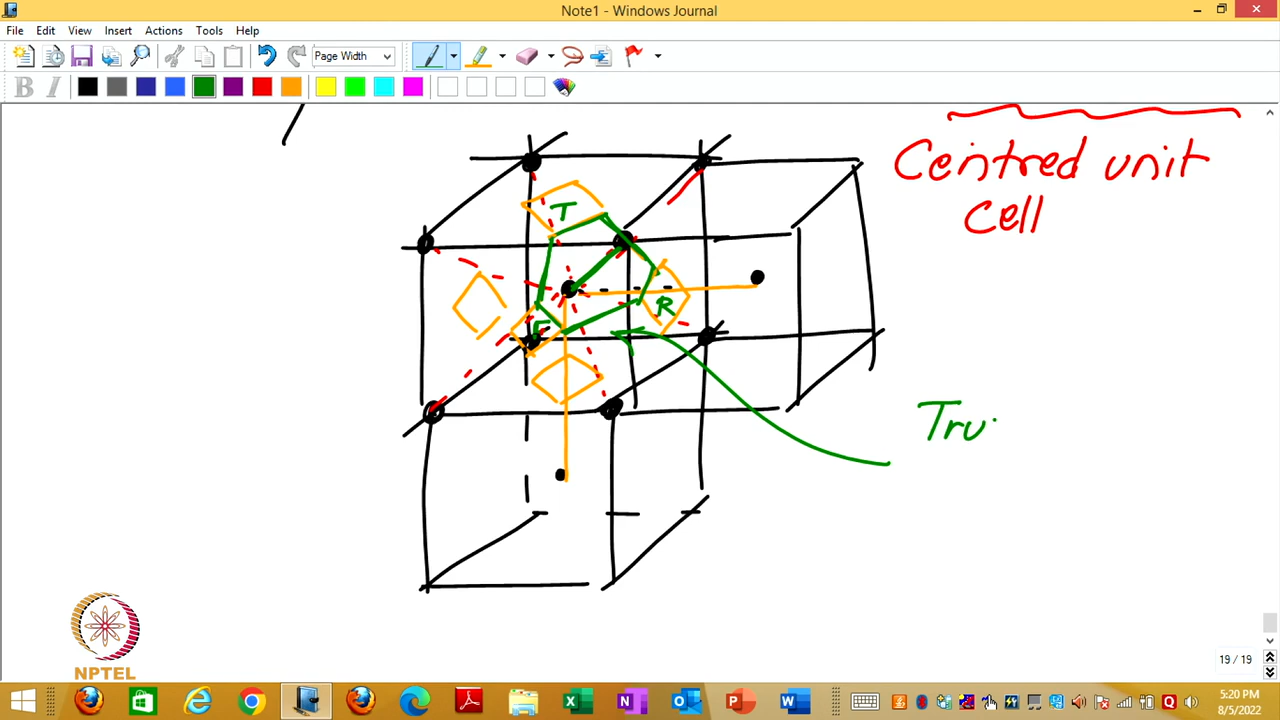 Note1 - Windows Journal
File Edit View Insert Actions Tools Help
Page Width
B I
Centred unit
cell
T
R
F
Tru
NPTEL
19 / 19
5:20 PM
8/5/2022